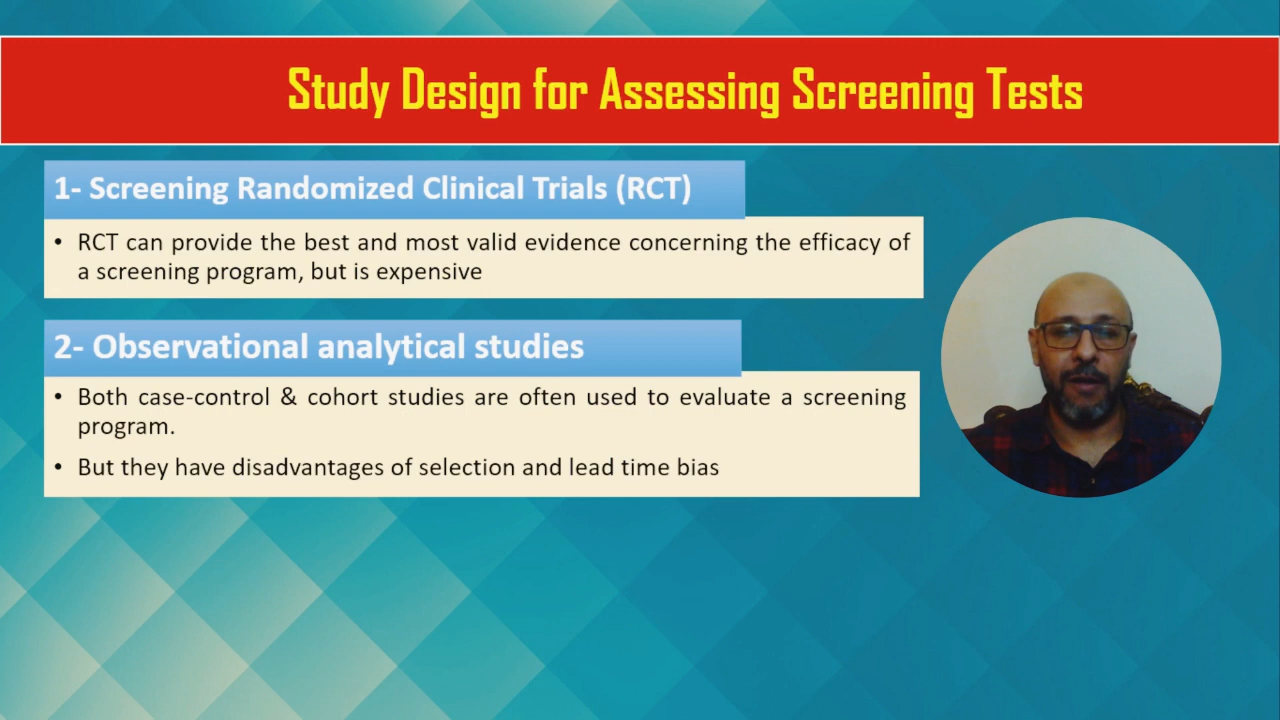 Study Design for Assessing Screening Tests
1- Screening Randomized Clinical Trials (RCT)
• RCT can provide the best and most valid evidence concerning the efficacy of
a screening program, but is expensive
2- Observational analytical studies
• Both case-control & cohort studies are often used to evaluate a screening
program.
• But they have disadvantages of selection and lead time bias